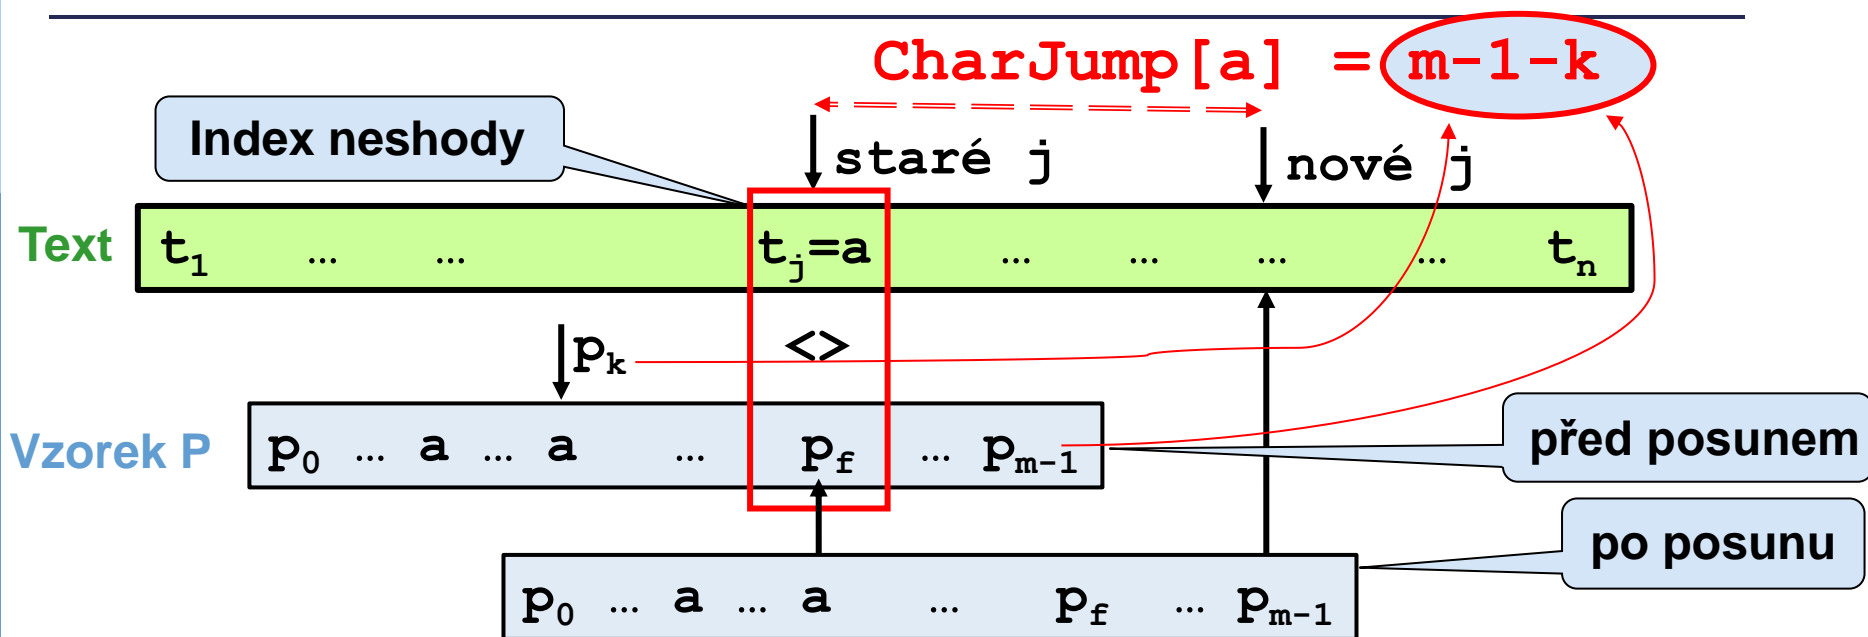 CharJump[a] = m-1-k
Index neshody
staré j
nové j
Text
t1 … … tj=a … … … … tn
pk
<>
Vzorek P
p0 … a … a … pf … pm-1
před posunem
po posunu
p0 … a … a … pf … pm-1